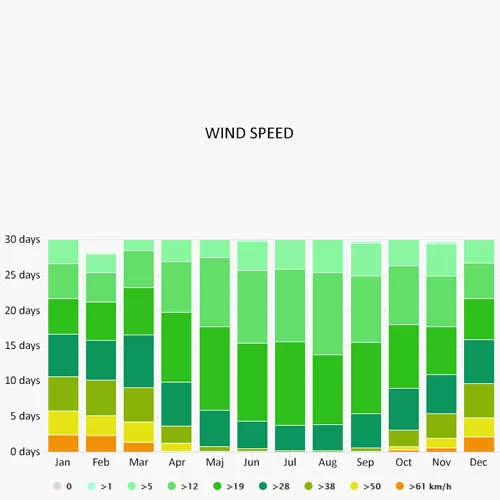 WIND SPEED
30 days
25 days
20 days
15 days
10 days
5 days
0 days
Jan Feb Mar Apr Maj Jun Jul Aug Sep Oct Nov Dec
0 >1 >5 >12 >19 >28 >38 >50 >61 km/h